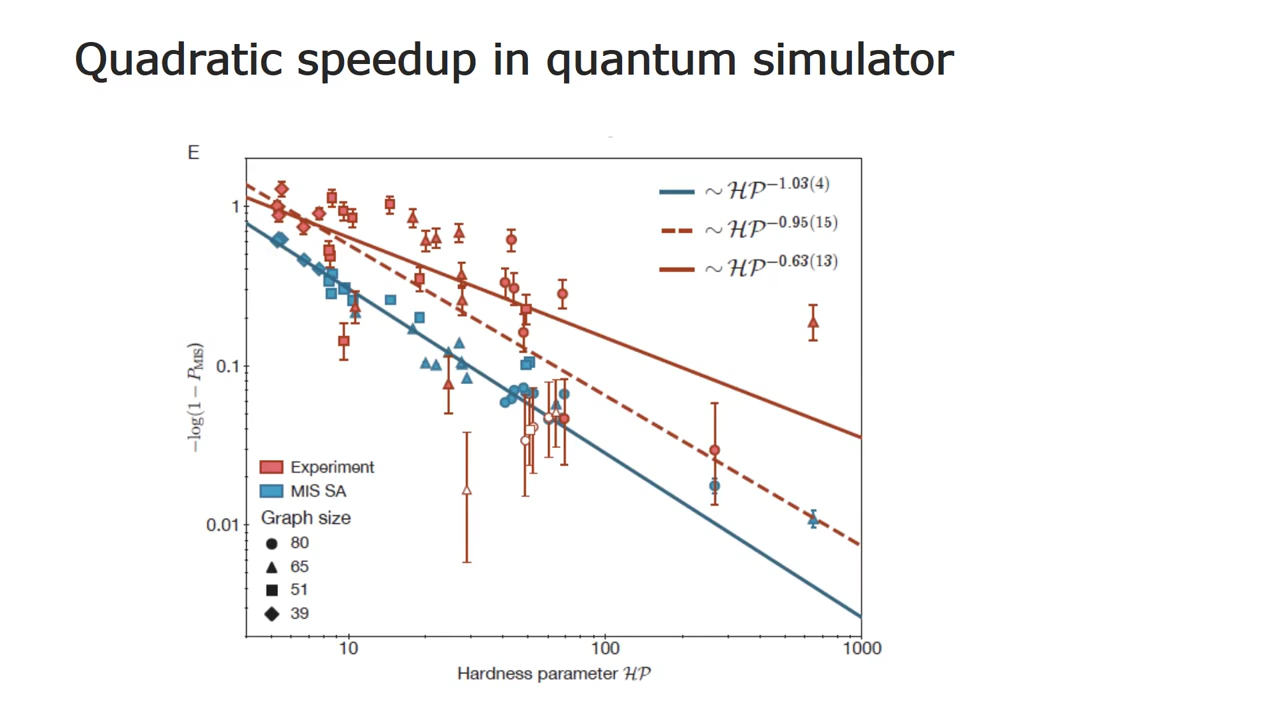 Quadratic speedup in quantum simulator
E
∼ HP^−1.03(4)
∼ HP^−0.95(15)
∼ HP^−0.63(13)
1
0.1
0.01
−log(1 − P_MIS)
Experiment
MIS SA
Graph size
80
65
51
39
10
100
1000
Hardness parameter HP